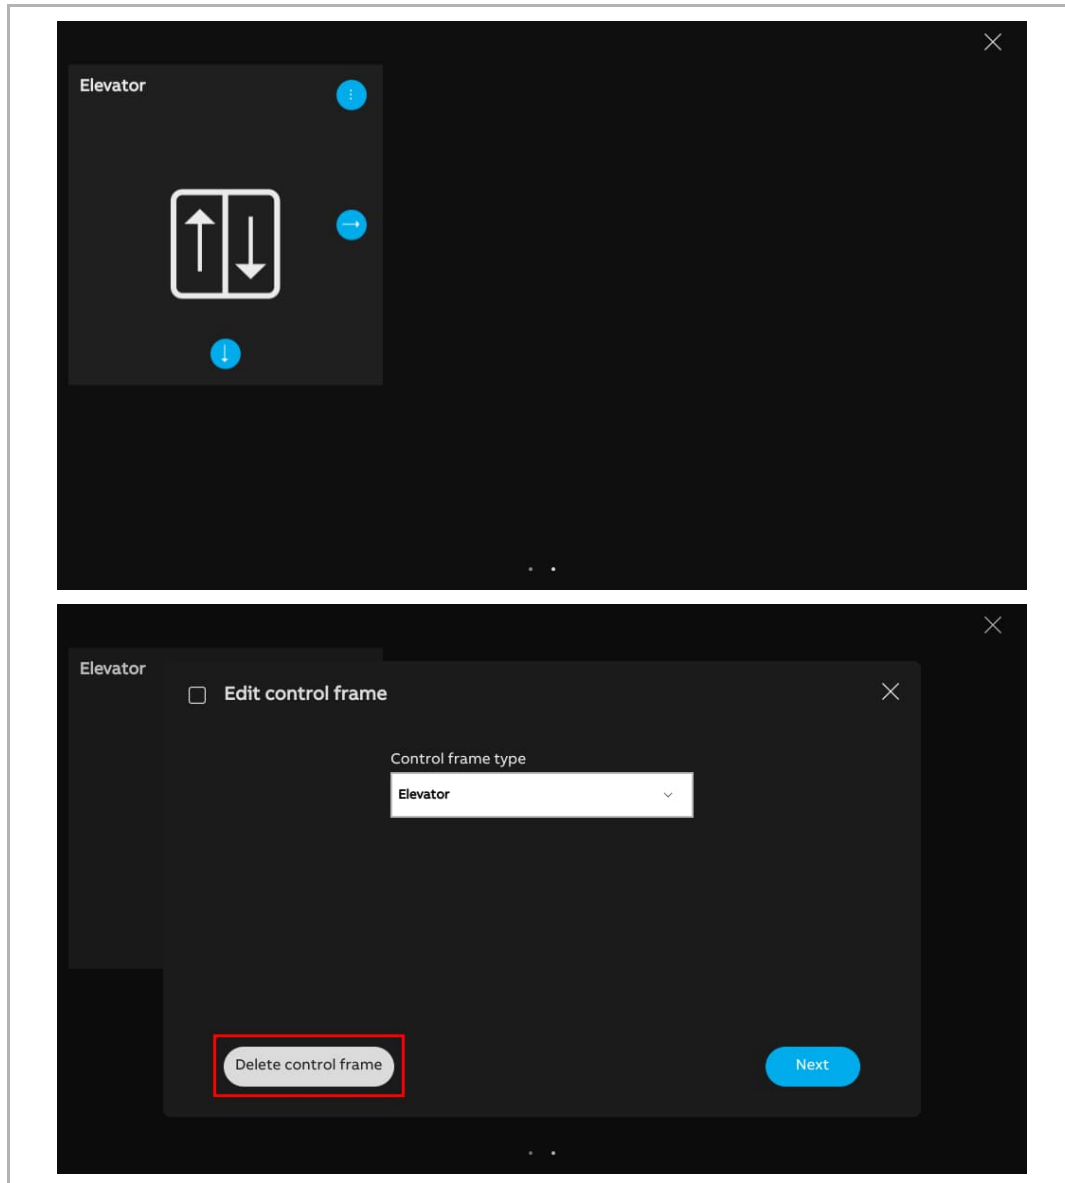 Elevator
Elevator
Edit control frame
Control frame type
Elevator
Delete control frame
Next